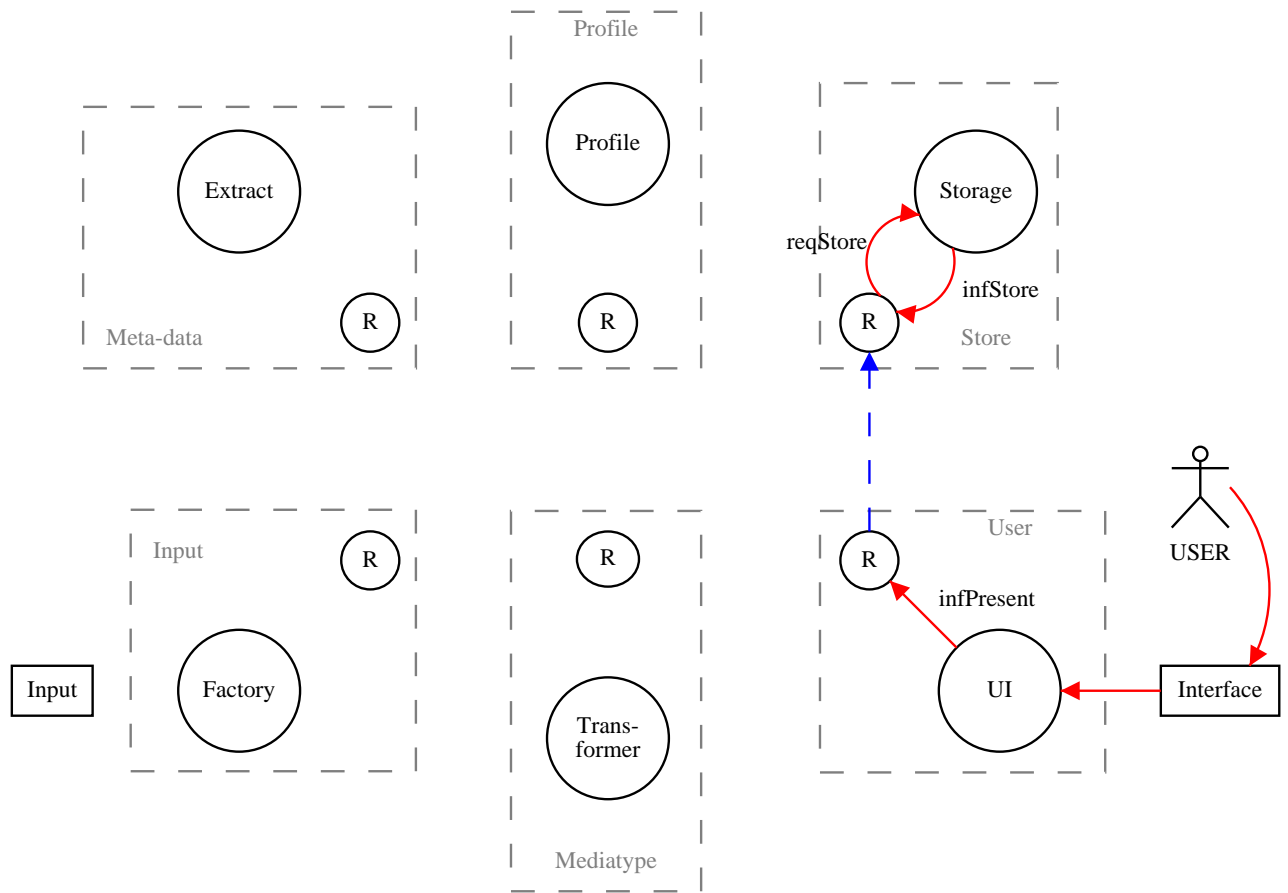 Profile
Extract
Profile
Storage
reqStore
infStore
R
R
R
Meta-data
Store
Input
R
R
R
User
USER
infPresent
Input
Factory
Trans-
former
UI
Interface
Mediatype